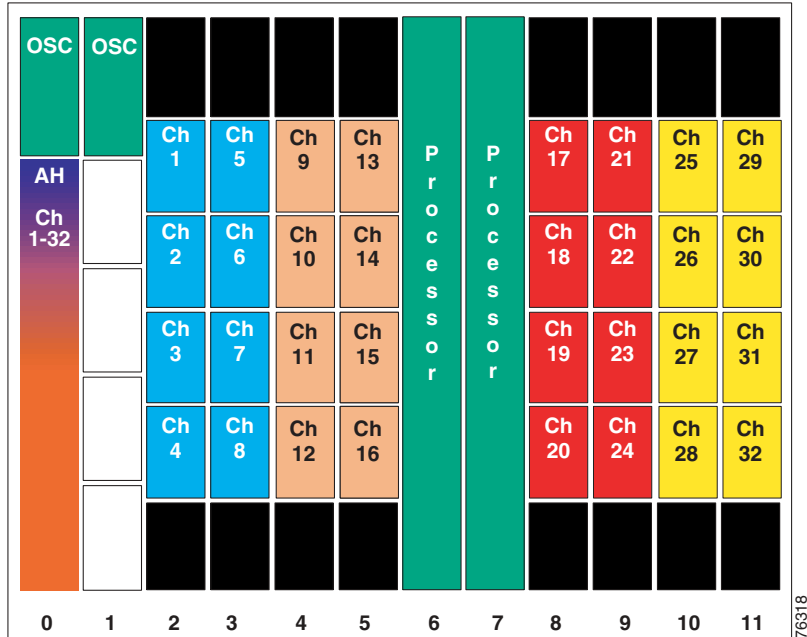 OSC OSC
AH
Ch
1-32
Ch
1
Ch
5
Ch
9
Ch
13
Ch
2
Ch
6
Ch
10
Ch
14
Ch
3
Ch
7
Ch
11
Ch
15
Ch
4
Ch
8
Ch
12
Ch
16
Processor
Processor
Ch
17
Ch
21
Ch
25
Ch
29
Ch
18
Ch
22
Ch
26
Ch
30
Ch
19
Ch
23
Ch
27
Ch
31
Ch
20
Ch
24
Ch
28
Ch
32
0 1 2 3 4 5 6 7 8 9 10 11
76318